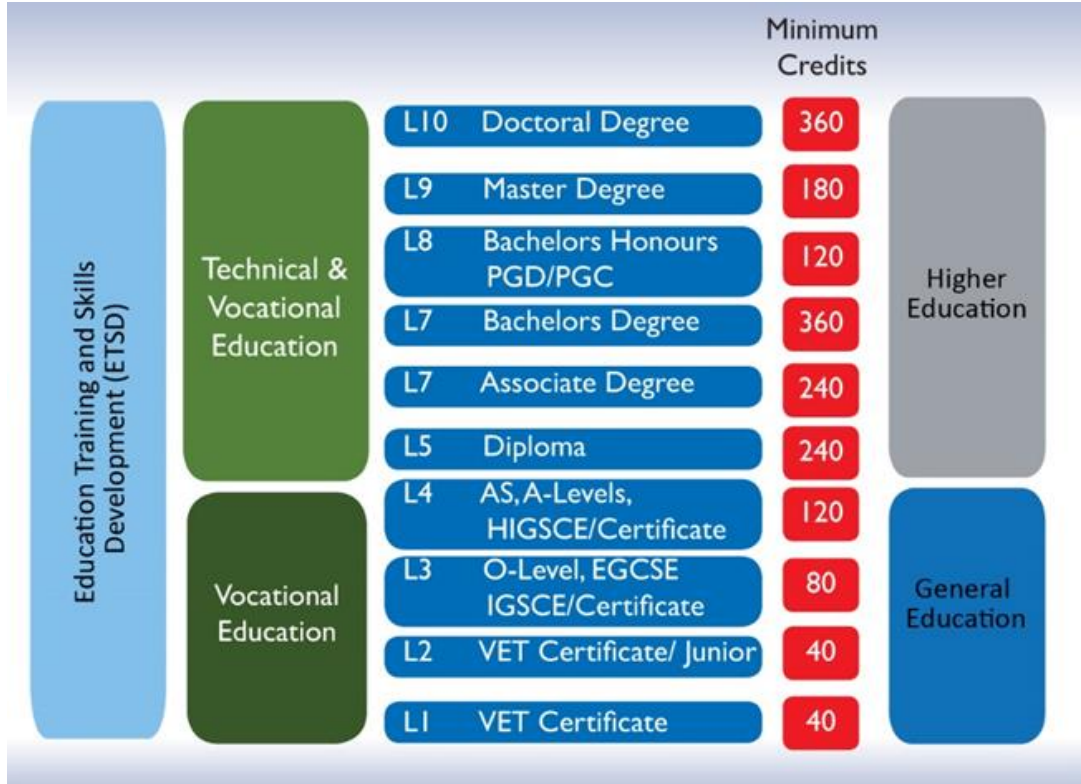 Minimum
Credits
Education Training and Skills
Development (ETSD)
Technical &
Vocational
Education
Vocational
Education
L10 Doctoral Degree 360
L9 Master Degree 180
L8 Bachelors Honours
PGD/PGC 120
L7 Bachelors Degree 360
L7 Associate Degree 240
L5 Diploma 240
L4 AS, A-Levels,
HIGSCE/Certificate 120
L3 O-Level, EGCSE
IGSCE/Certificate 80
L2 VET Certificate/ Junior 40
L1 VET Certificate 40
Higher
Education
General
Education